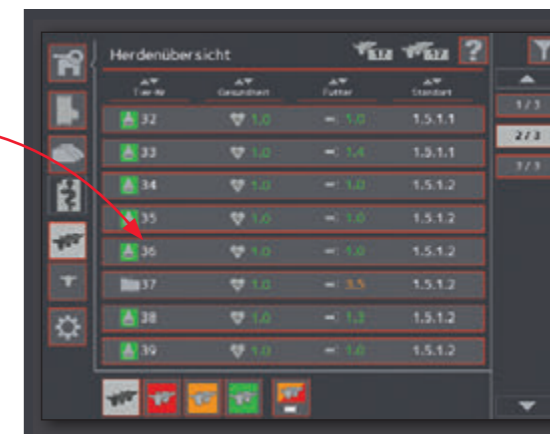 Herdenübersicht ?
Tier-Nr Gesundheit Futter Standort
32 1.0 1.0 1.5.1.1
33 1.0 1.4 1.5.1.1
34 1.0 1.0 1.5.1.2
35 1.0 1.0 1.5.1.2
36 1.0 1.0 1.5.1.2
37 1.0 3.5 1.5.1.2
38 1.0 1.3 1.5.1.2
39 1.0 1.0 1.5.1.2
1/3
2/3
3/3